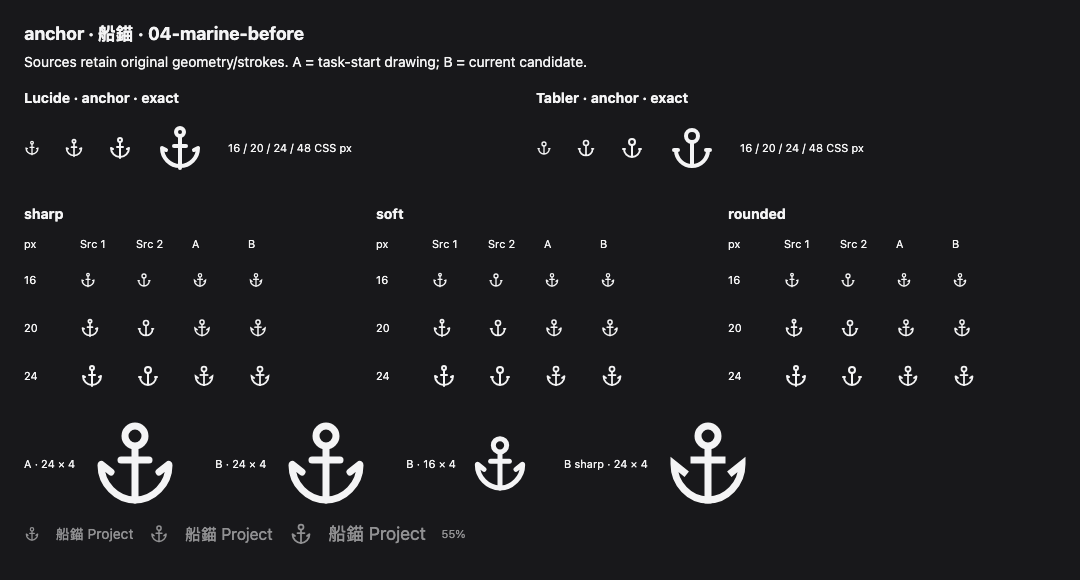 anchor · 船錨 · 04-marine-before
Sources retain original geometry/strokes. A = task-start drawing; B = current candidate.
Lucide · anchor · exact
Tabler · anchor · exact
16 / 20 / 24 / 48 CSS px
16 / 20 / 24 / 48 CSS px
sharp
soft
rounded
px Src 1 Src 2 A B
px Src 1 Src 2 A B
px Src 1 Src 2 A B
16
16
16
20
20
20
24
24
24
A · 24 × 4
B · 24 × 4
B · 16 × 4
B sharp · 24 × 4
船錨 Project
船錨 Project
船錨 Project
55%